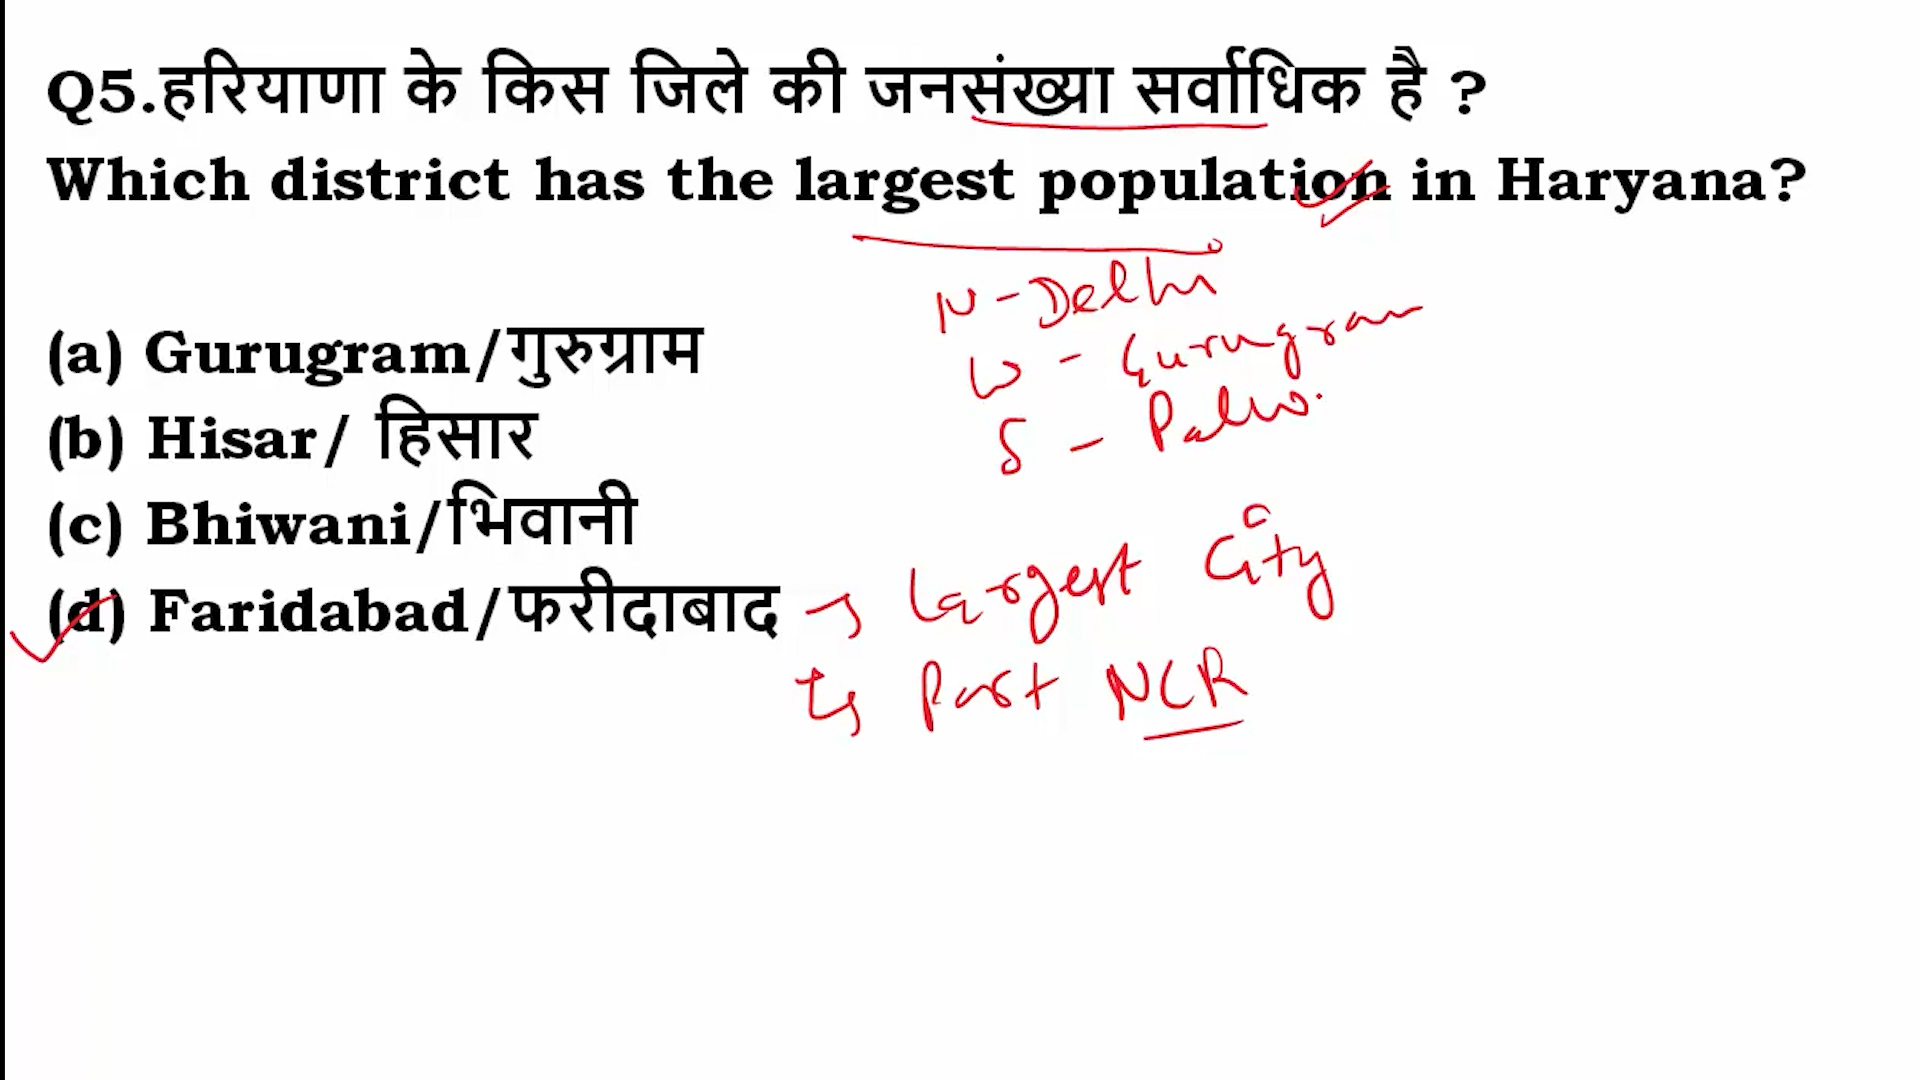 Q5.हरियाणा के किस जिले की जनसंख्या सर्वाधिक है ?
Which district has the largest population in Haryana?
N - Delhi
W - Gurugram
S - Palw.
(a) Gurugram/गुरुग्राम
(b) Hisar/ हिसार
(c) Bhiwani/भिवानी
(d) Faridabad/फरीदाबाद → Largest City
↳ Part NCR